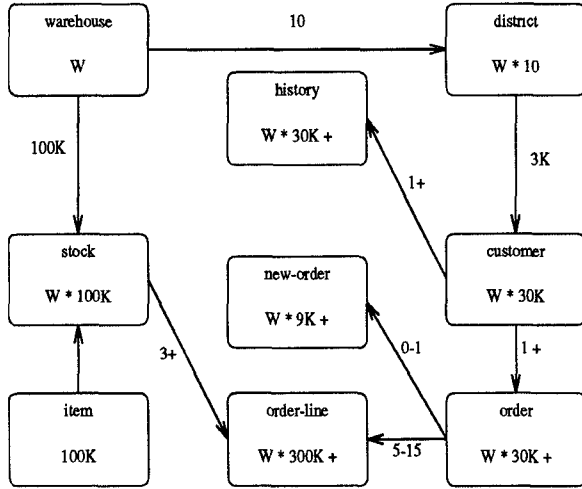 warehouse
W
10
district
W * 10
history
W * 30K +
100K
1+
3K
stock
W * 100K
new-order
W * 9K +
customer
W * 30K
3+
0-1
1 +
item
100K
order-line
W * 300K +
5-15
order
W * 30K +